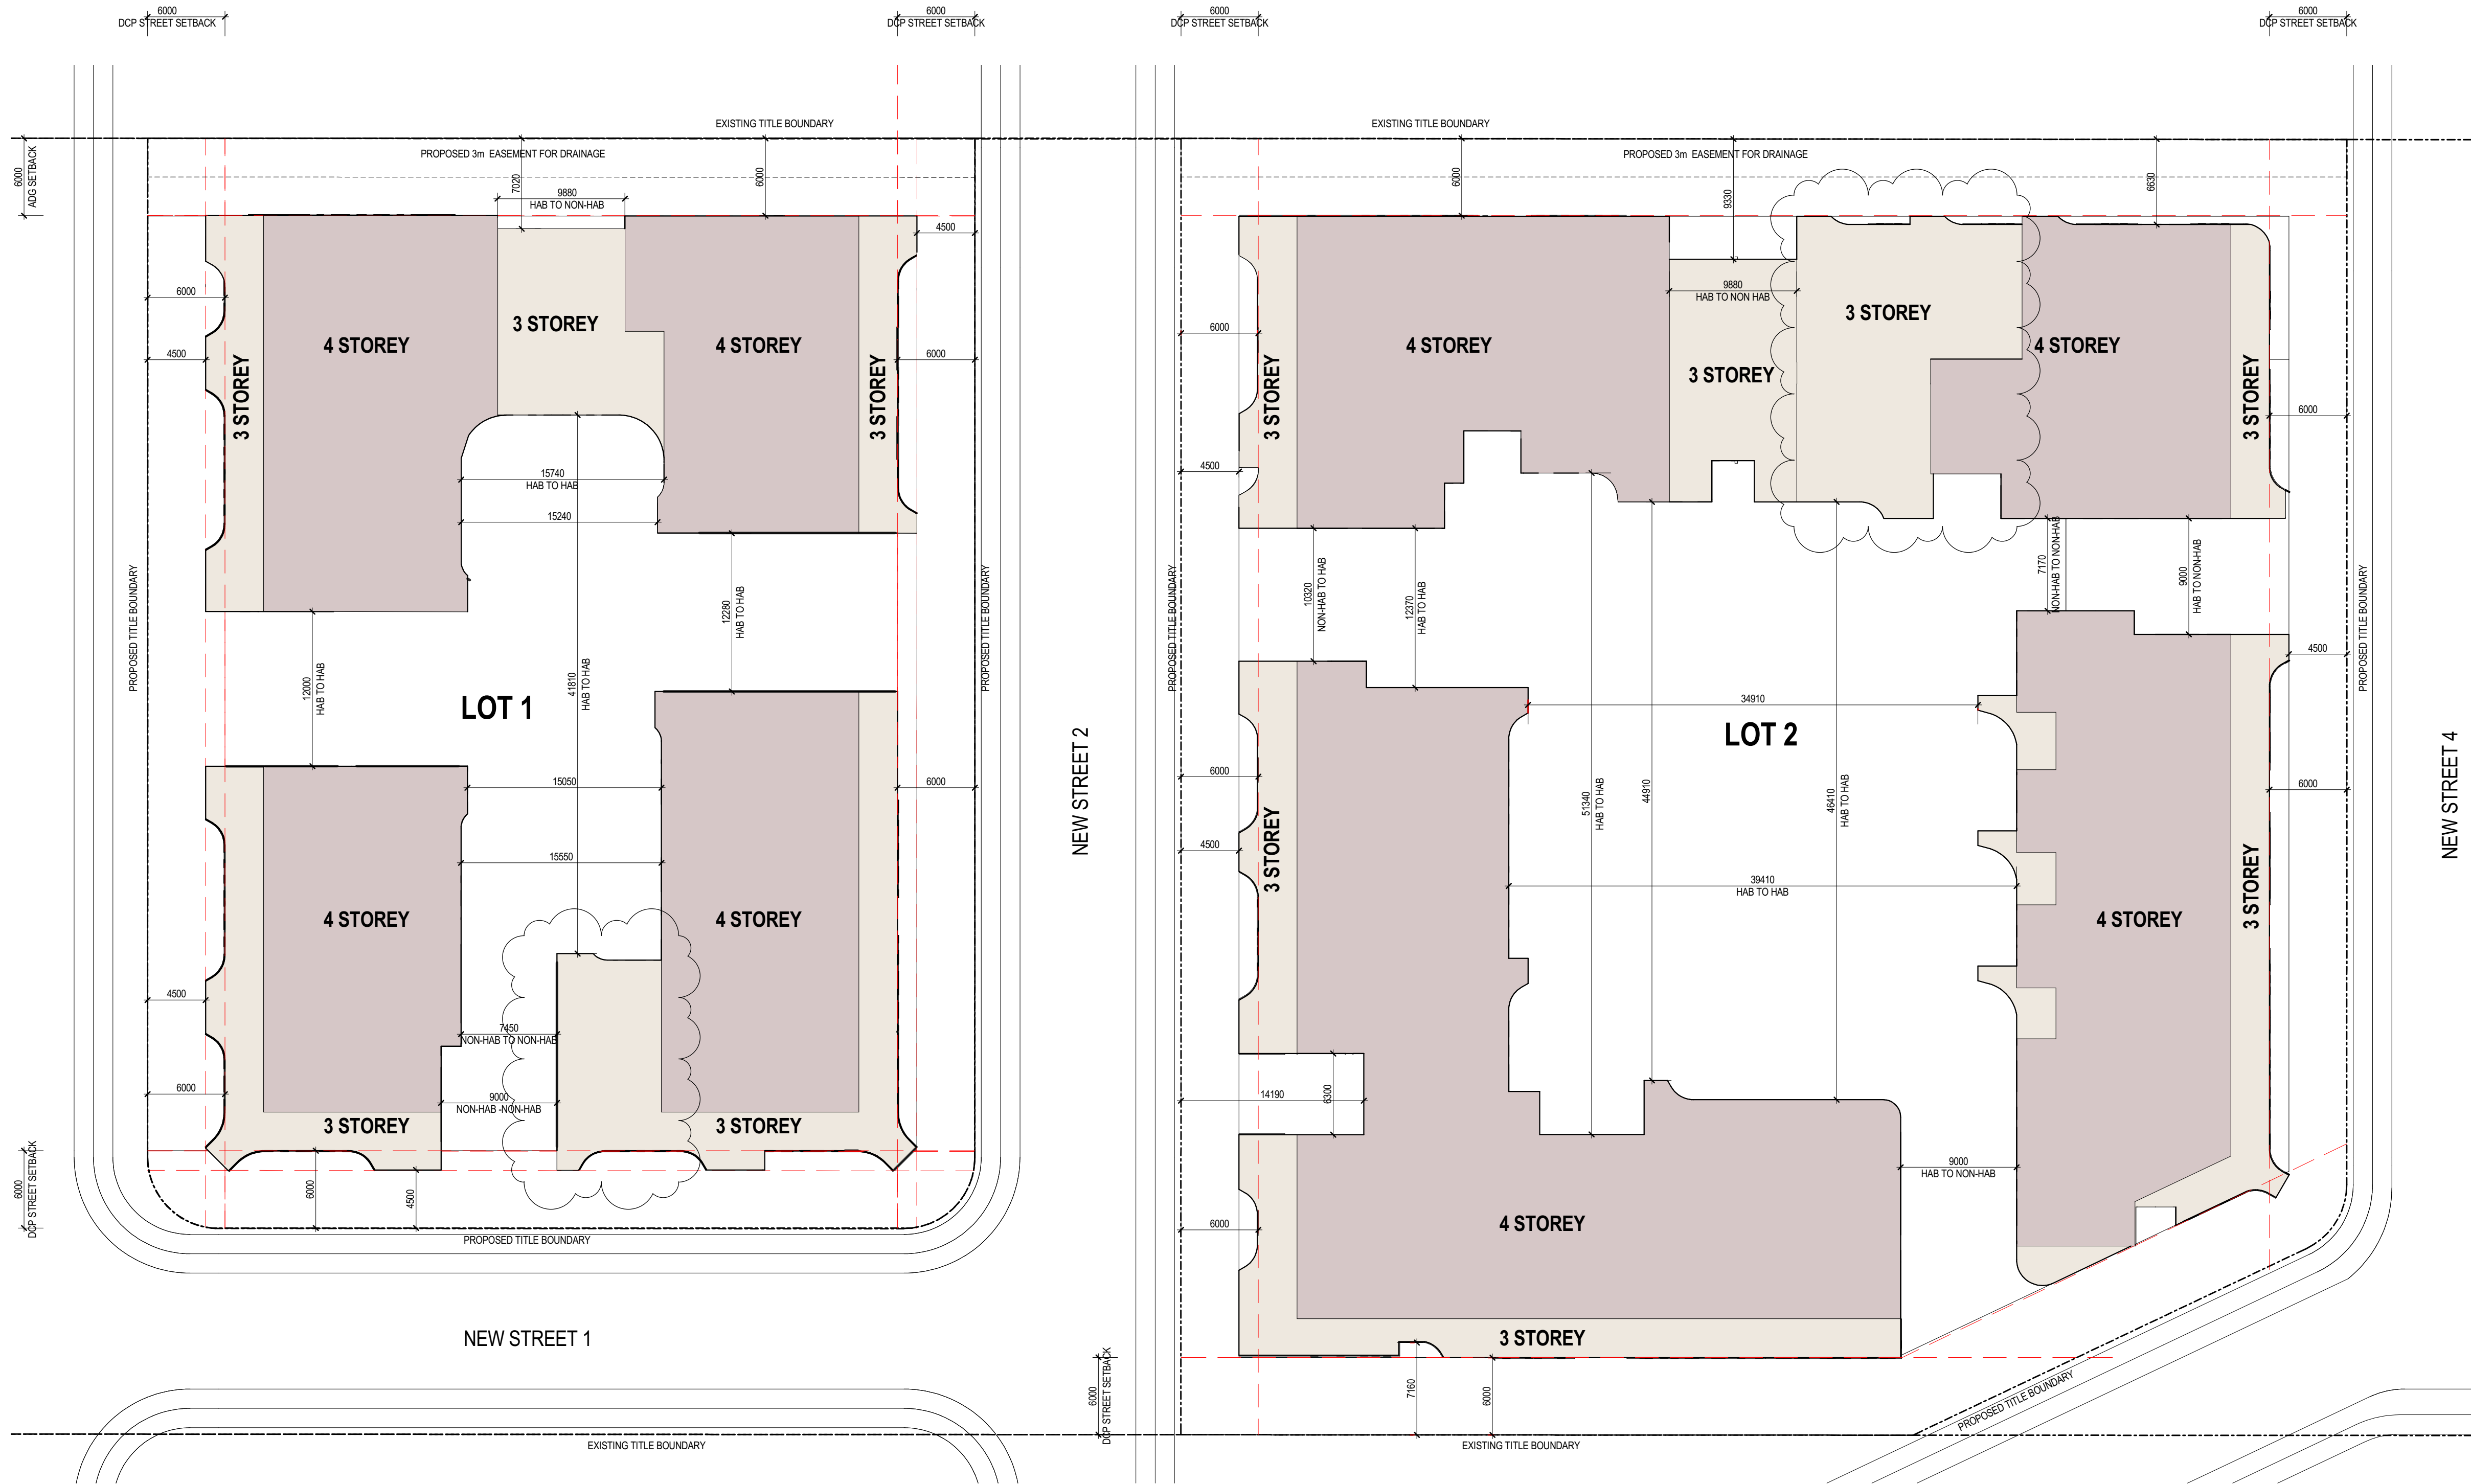 6000
DCP STREET SETBACK
6000
DCP STREET SETBACK
6000
DCP STREET SETBACK
6000
DCP STREET SETBACK
EXISTING TITLE BOUNDARY
EXISTING TITLE BOUNDARY
6000
ADG SETBACK
PROPOSED 3m EASEMENT FOR DRAINAGE
PROPOSED 3m EASEMENT FOR DRAINAGE
7020
9880
HAB TO NON-HAB
6000
6000
9330
6630
4500
6000
4500
3 STOREY
4 STOREY
3 STOREY
4 STOREY
3 STOREY
6000
6000
4500
3 STOREY
4 STOREY
9880
HAB TO NON HAB
3 STOREY
3 STOREY
4 STOREY
3 STOREY
6000
15740
HAB TO HAB
15240
12280
HAB TO HAB
12000
HAB TO HAB
41810
HAB TO HAB
10320
NON-HAB TO HAB
12370
HAB TO HAB
7170
NON-HAB TO NON-HAB
9000
HAB TO NON-HAB
4500
PROPOSED TITLE BOUNDARY
PROPOSED TITLE BOUNDARY
PROPOSED TITLE BOUNDARY
PROPOSED TITLE BOUNDARY
LOT 1
LOT 2
34910
NEW STREET 2
NEW STREET 4
15050
6000
15550
6000
4500
3 STOREY
51340
HAB TO HAB
44910
46410
HAB TO HAB
39410
HAB TO HAB
6000
3 STOREY
4 STOREY
4 STOREY
4 STOREY
4500
7450
NON-HAB TO NON-HAB
6000
9000
NON-HAB -NON-HAB
3 STOREY
3 STOREY
14190
6300
9000
HAB TO NON-HAB
6000
DCP STREET SETBACK
6000
4500
6000
4 STOREY
PROPOSED TITLE BOUNDARY
NEW STREET 1
3 STOREY
6000
DCP STREET SETBACK
7160
6000
PROPOSED TITLE BOUNDARY
EXISTING TITLE BOUNDARY
EXISTING TITLE BOUNDARY